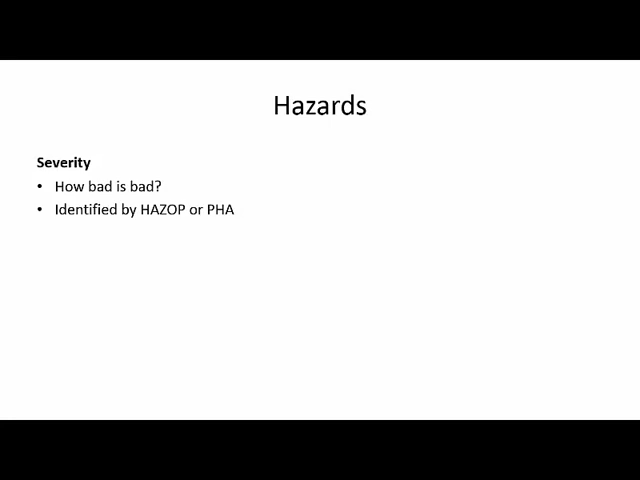 Hazards
Severity
• How bad is bad?
• Identified by HAZOP or PHA